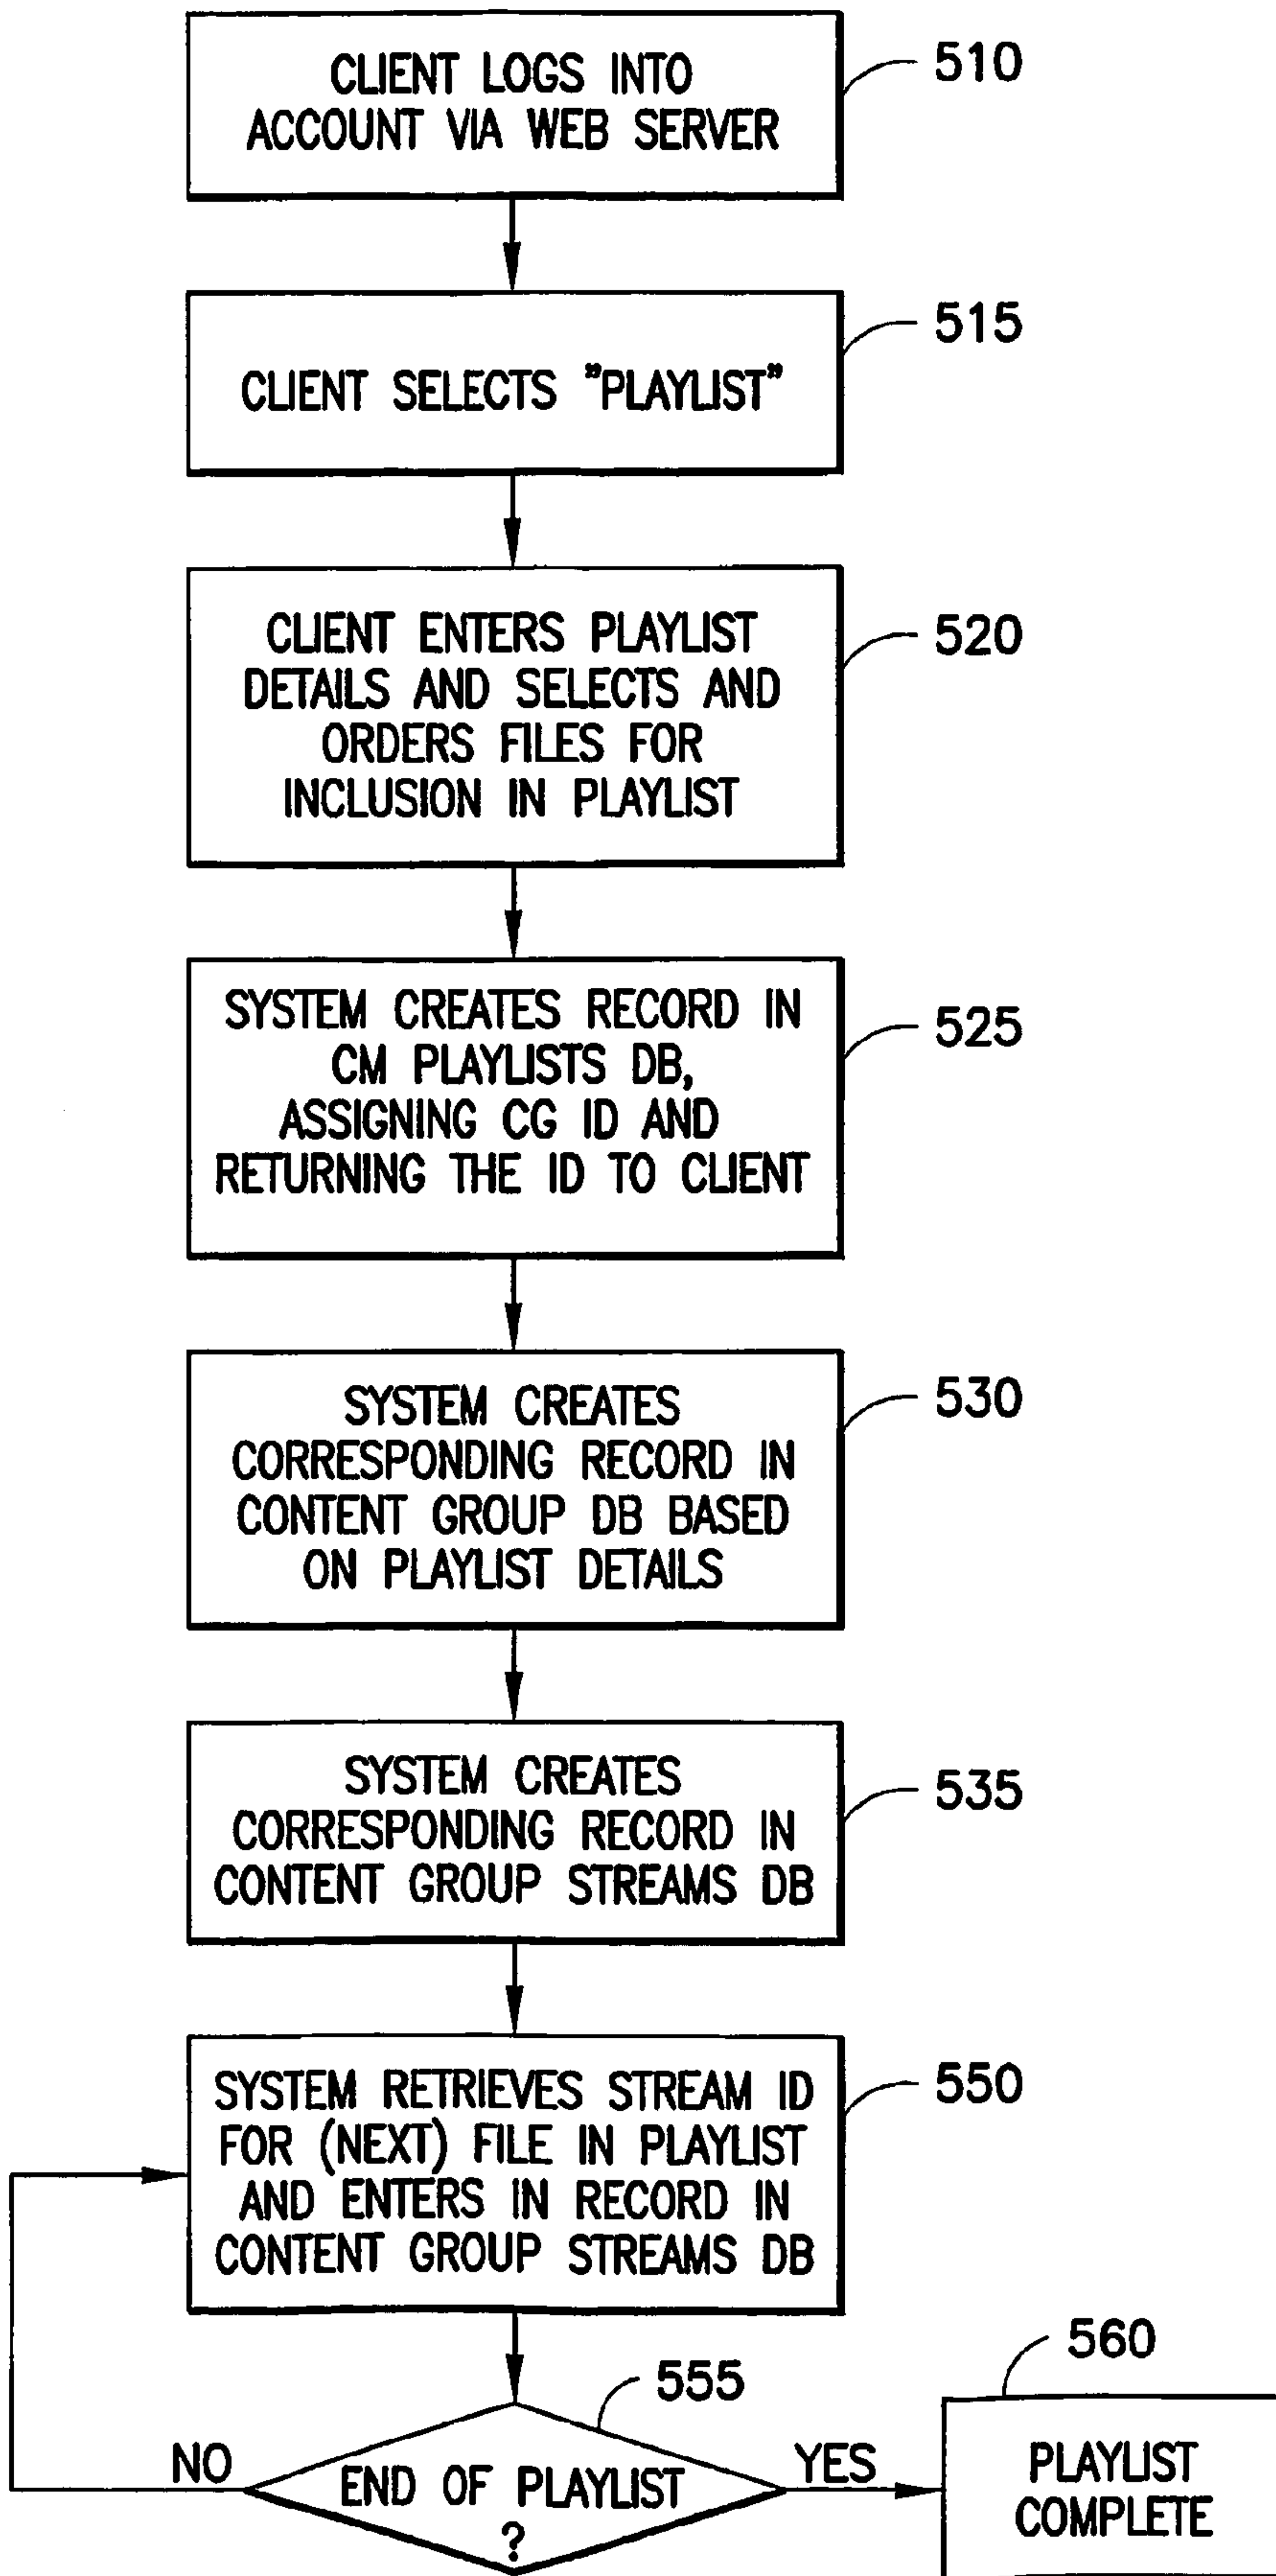 CLIENT LOGS INTO
ACCOUNT VIA WEB SERVER
510
CLIENT SELECTS "PLAYLIST"
515
CLIENT ENTERS PLAYLIST
DETAILS AND SELECTS AND
ORDERS FILES FOR
INCLUSION IN PLAYLIST
520
SYSTEM CREATES RECORD IN
CM PLAYLISTS DB,
ASSIGNING CG ID AND
RETURNING THE ID TO CLIENT
525
SYSTEM CREATES
CORRESPONDING RECORD IN
CONTENT GROUP DB BASED
ON PLAYLIST DETAILS
530
SYSTEM CREATES
CORRESPONDING RECORD IN
CONTENT GROUP STREAMS DB
535
SYSTEM RETRIEVES STREAM ID
FOR (NEXT) FILE IN PLAYLIST
AND ENTERS IN RECORD IN
CONTENT GROUP STREAMS DB
550
END OF PLAYLIST
?
555
NO
YES
PLAYLIST
COMPLETE
560